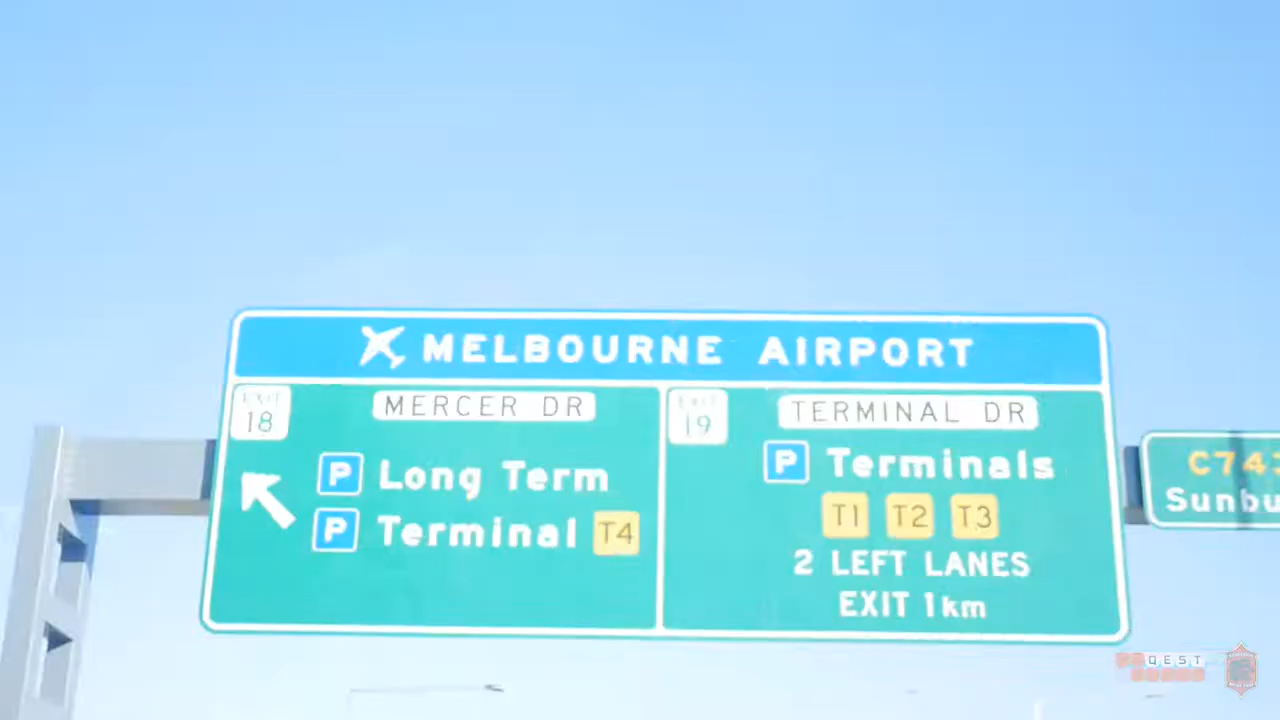 MELBOURNE AIRPORT
EXIT
18
MERCER DR
P Long Term
P Terminal T4
EXIT
19
TERMINAL DR
P Terminals
T1 T2 T3
2 LEFT LANES
EXIT 1km
QEST